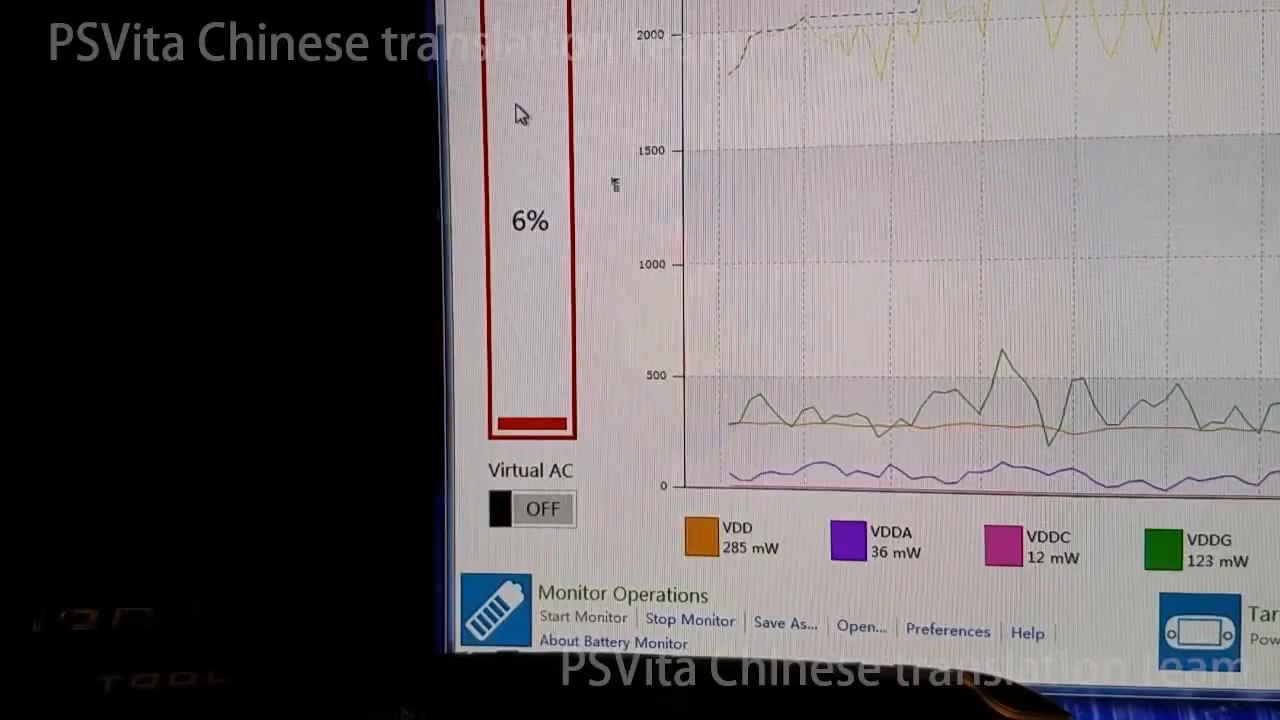 PSVita Chinese translation team
2000
1500
mW
6%
1000
500
0
Virtual AC
OFF
VDD
285 mW
VDDA
36 mW
VDDC
12 mW
VDDG
123 mW
Monitor Operations
Start Monitor Stop Monitor Save As... Open... Preferences Help
About Battery Monitor
Tar
Pow
PSVita Chinese translation team
TOOL